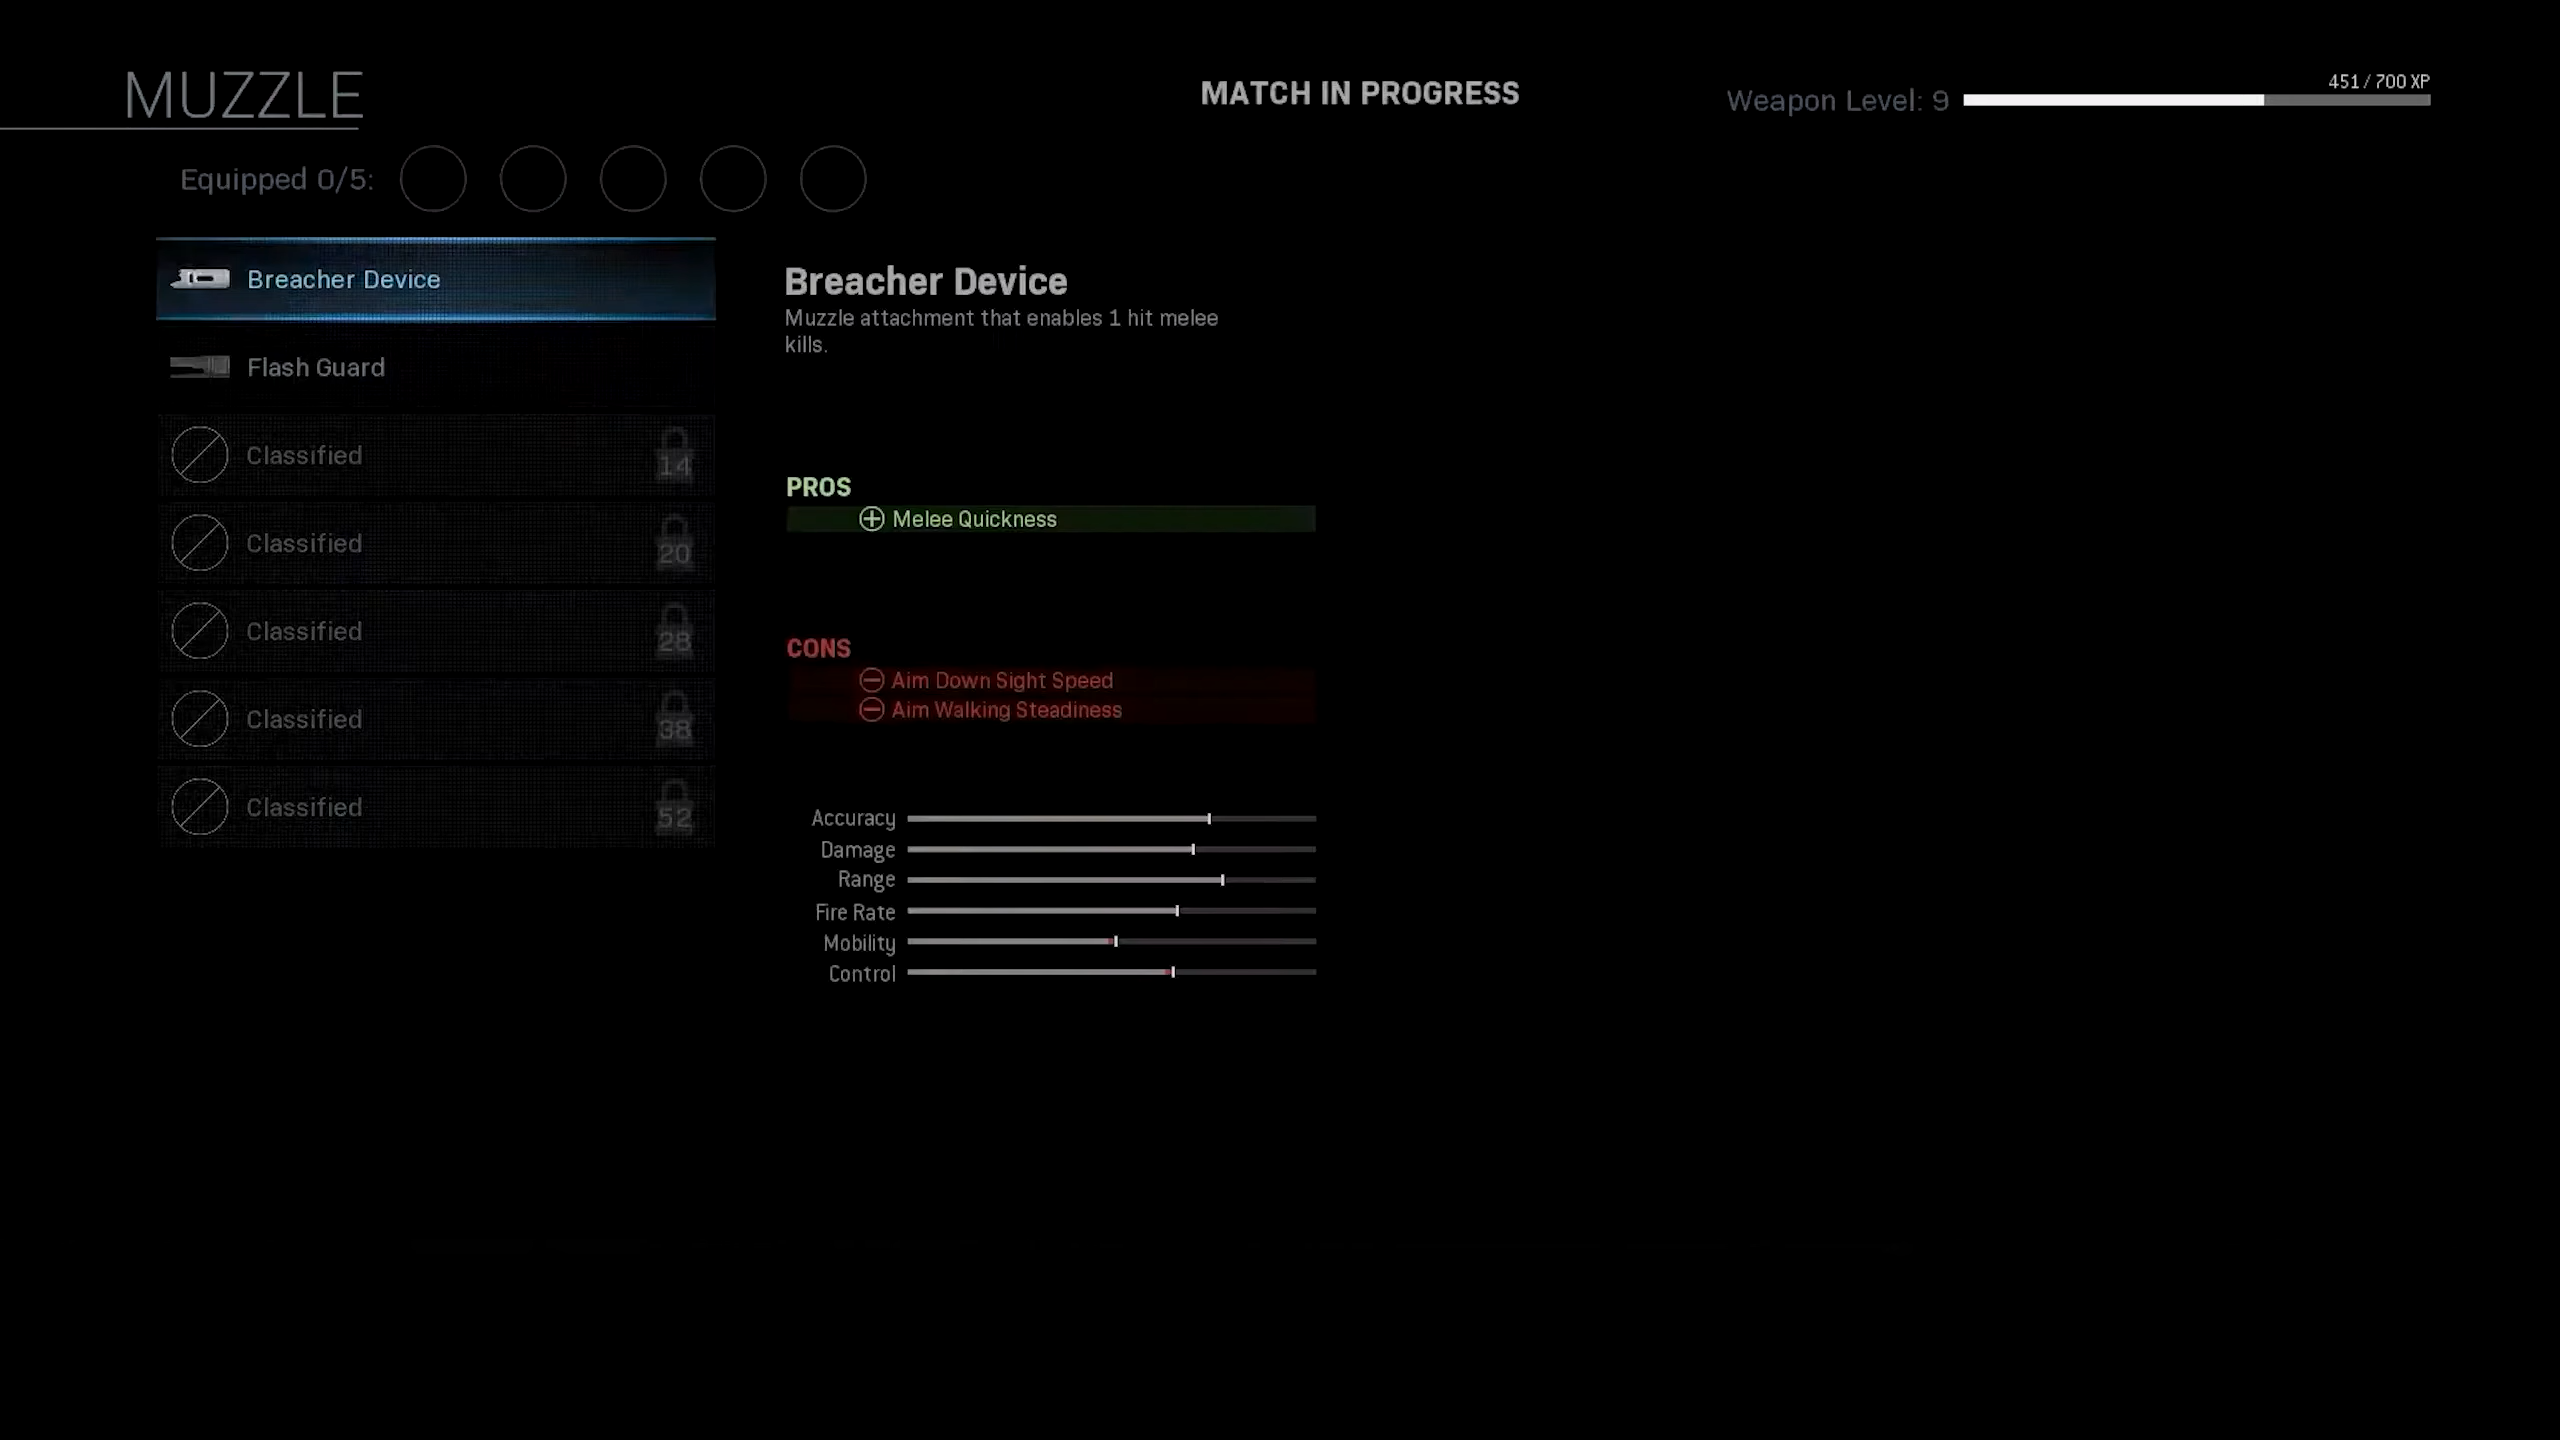 MUZZLE
MATCH IN PROGRESS
Weapon Level: 9
451 / 700 XP
Equipped 0/5:
Breacher Device
Flash Guard
Classified 14
Classified 20
Classified 28
Classified 38
Classified 52
Breacher Device
Muzzle attachment that enables 1 hit melee
kills.
PROS
Melee Quickness
CONS
Aim Down Sight Speed
Aim Walking Steadiness
Accuracy
Damage
Range
Fire Rate
Mobility
Control